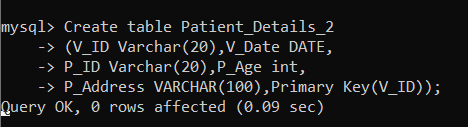 mysql> Create table Patient_Details_2
    -> (V_ID Varchar(20),V_Date DATE,
    -> P_ID Varchar(20),P_Age int,
    -> P_Address VARCHAR(100),Primary Key(V_ID));
Query OK, 0 rows affected (0.09 sec)